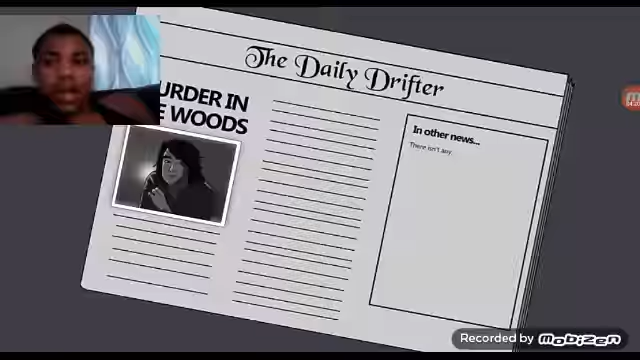 The Daily Drifter
URDER IN
E WOODS
In other news...
There isn't any.
Recorded by mobizen